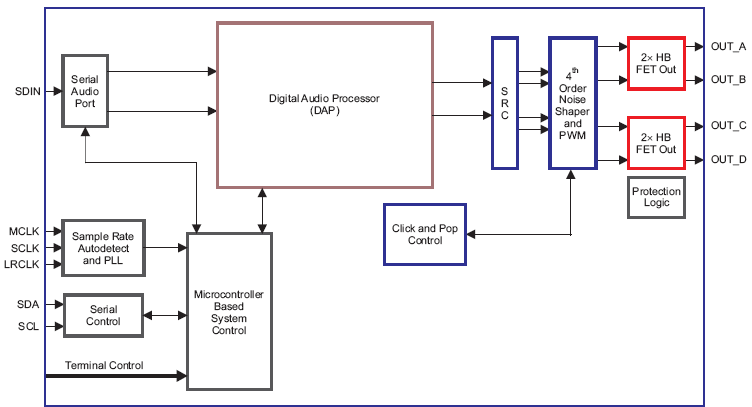 SDIN
Serial
Audio
Port
Digital Audio Processor
(DAP)
S
R
C
4th
Order
Noise
Shaper
and
PWM
2× HB
FET Out
OUT_A
OUT_B
2× HB
FET Out
OUT_C
OUT_D
Protection
Logic
Click and Pop
Control
MCLK
SCLK
LRCLK
Sample Rate
Autodetect
and PLL
SDA
SCL
Serial
Control
Microcontroller
Based
System
Control
Terminal Control